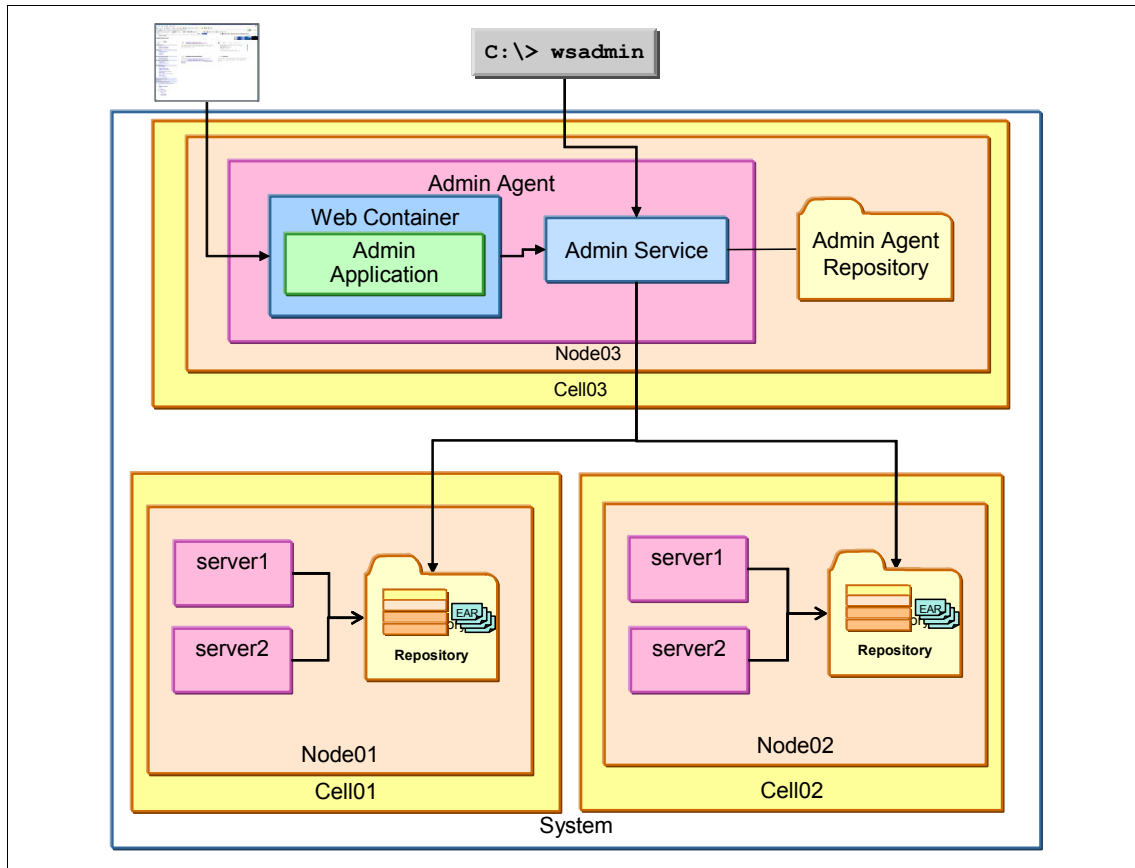 C:\> wsadmin
Admin Agent
Web Container
Admin
Application
Admin Service
Admin Agent
Repository
Node03
Cell03
server1
server2
EAR
Repository
Node01
Cell01
server1
server2
EAR
Repository
Node02
Cell02
System